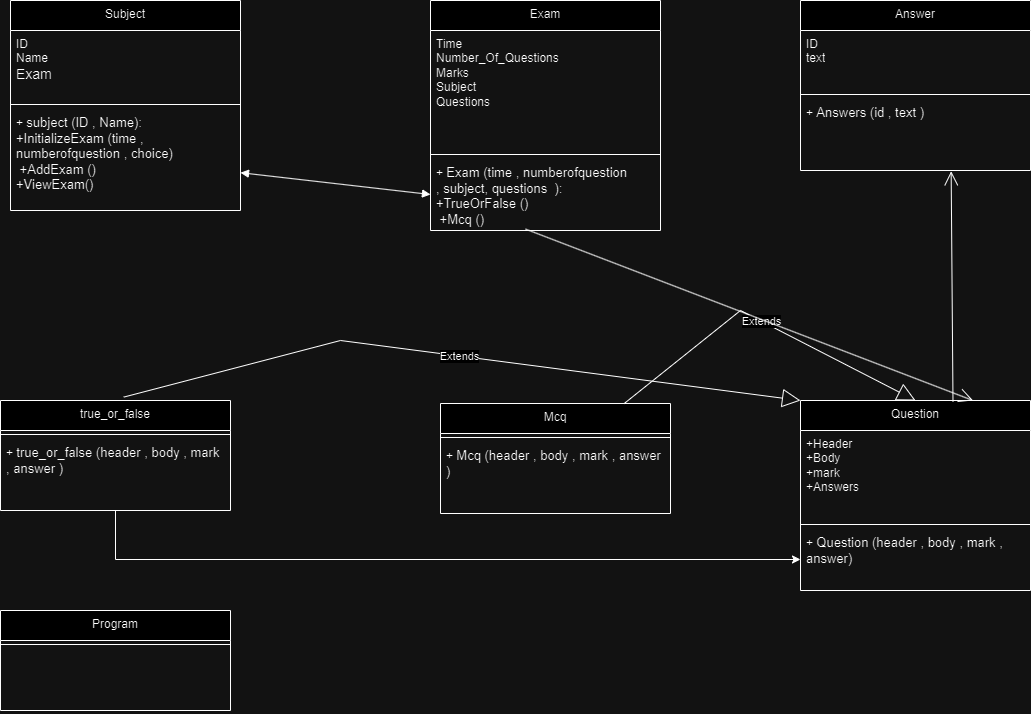 Subject
ID
Name
Exam
+ subject (ID , Name):
+InitializeExam (time ,
numberofquestion , choice)
+AddExam ()
+ViewExam()
Exam
Time
Number_Of_Questions
Marks
Subject
Questions
+ Exam (time , numberofquestion
, subject, questions ):
+TrueOrFalse ()
+Mcq ()
Answer
ID
text
+ Answers (id , text )
Extends
Extends
true_or_false
+ true_or_false (header , body , mark
, answer )
Mcq
+ Mcq (header , body , mark , answer
)
Question
+Header
+Body
+mark
+Answers
+ Question (header , body , mark ,
answer)
Program